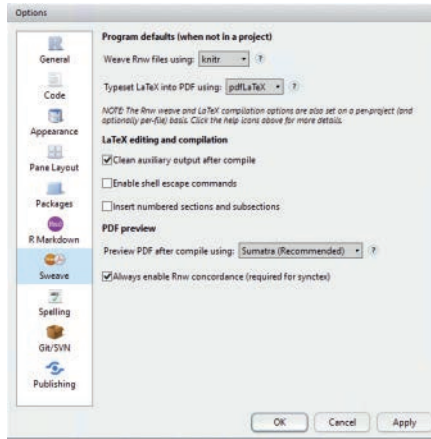 Options
General
Code
Appearance
Pane Layout
Packages
R Markdown
Sweave
Spelling
Git/SVN
Publishing
Program defaults (when not in a project)
Weave Rnw files using: knitr ?
Typeset LaTeX into PDF using: pdfLaTeX ?
NOTE: The Rnw weave and LaTeX compilation options are also set on a per-project (and
optionally per-file) basis. Click the help icons above for more details.
LaTeX editing and compilation
Clean auxiliary output after compile
Enable shell escape commands
Insert numbered sections and subsections
PDF preview
Preview PDF after compile using: Sumatra (Recommended) ?
Always enable Rnw concordance (required for synctex)
OK Cancel Apply